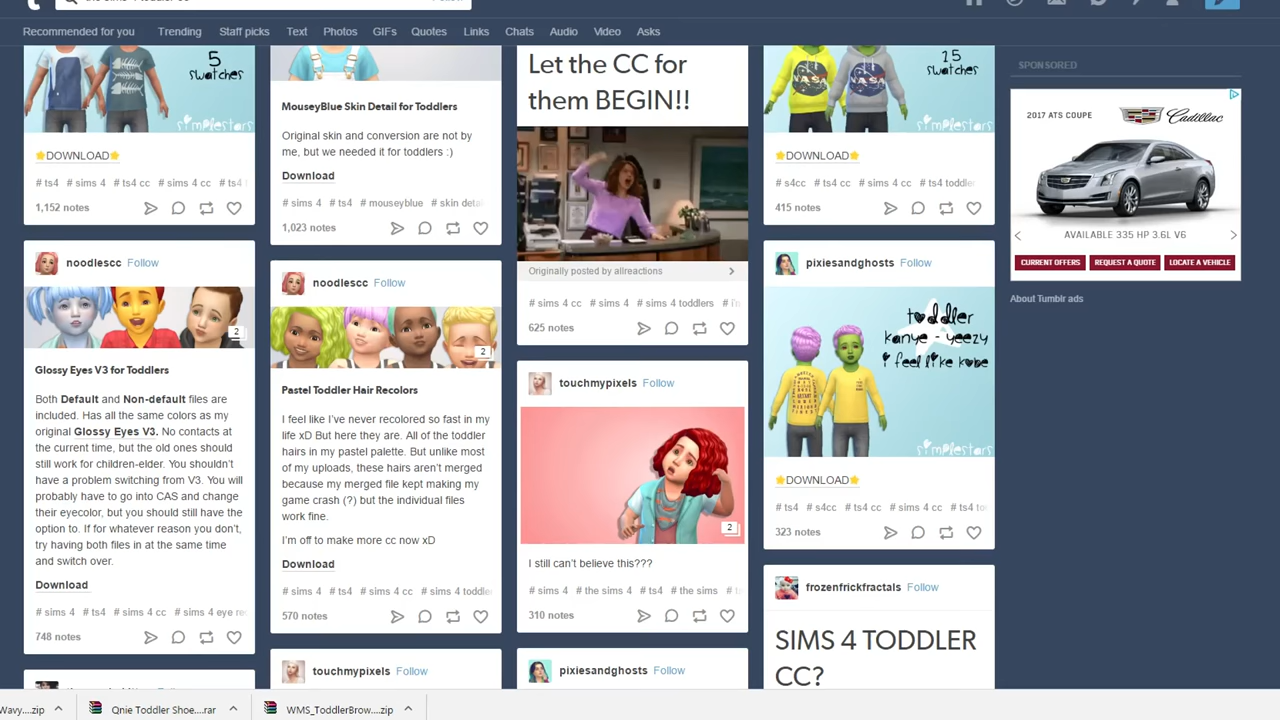 Recommended for you Trending Staff picks Text Photos GIFs Quotes Links Chats Audio Video Asks
5
swatches
simplestars
DOWNLOAD
# ts4 # sims 4 # ts4 cc # sims 4 cc # ts4
1,152 notes
noodlescc Follow
2
Glossy Eyes V3 for Toddlers
Both Default and Non-default files are
included. Has all the same colors as my
original Glossy Eyes V3. No contacts at
the current time, but the old ones should
still work for children-elder. You shouldn't
have a problem switching from V3. You will
probably have to go into CAS and change
their eyecolor, but you should still have the
option to. If for whatever reason you don't,
try having both files in at the same time
and switch over.
Download
# sims 4 # ts4 # sims 4 cc # sims 4 eye
748 notes
MouseyBlue Skin Detail for Toddlers
Original skin and conversion are not by
me, but we needed it for toddlers :)
Download
# sims 4 # ts4 # mouseyblue # skin
1,023 notes
noodlescc Follow
2
Pastel Toddler Hair Recolors
I feel like I've never recolored so fast in my
life xD But here they are. All of the toddler
hairs in my pastel palette. But unlike most
of my uploads, these hairs aren't merged
because my merged file kept making my
game crash (?) but the individual files
work fine.
I'm off to make more cc now xD
Download
# sims 4 # ts4 # sims 4 cc # sims 4 toddler
570 notes
touchmypixels Follow
Let the CC for
them BEGIN!!
Originally posted by allreactions
# sims 4 cc # sims 4 # sims 4 toddlers
625 notes
touchmypixels Follow
2
I still can't believe this???
# sims 4 # the sims 4 # ts4 # the sims
310 notes
pixiesandghosts Follow
15
swatches
NASA
NASA
simplestars
DOWNLOAD
# s4cc # ts4 # sims 4 cc # ts4 toddler
415 notes
pixiesandghosts Follow
toddler
kanye - yeezy
i feel like kobe
simplestars
DOWNLOAD
# ts4 # s4cc # ts4 cc # sims 4 cc # ts4
323 notes
frozenfrickfractals Follow
SIMS 4 TODDLER
CC?
SPONSORED
2017 ATS COUPE Cadillac
AVAILABLE 335 HP 3.6L V6
CURRENT OFFERS REQUEST A QUOTE LOCATE A VEHICLE
About Tumblr ads
Wavy....zip Qnie Toddler Shoe....rar WMS_ToddlerBrow....zip